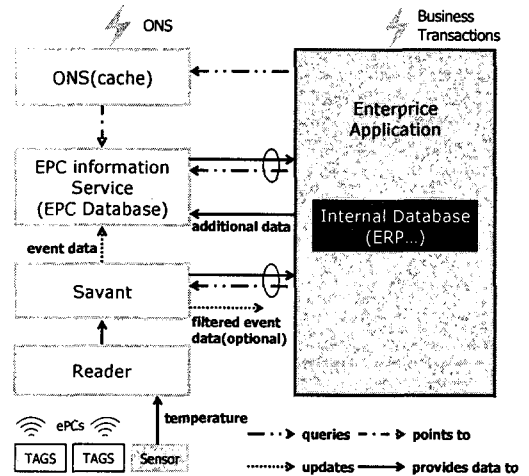 ONS
Business
Transactions
ONS(cache)
Enterprice
Application
EPC information
Service
(EPC Database)
Internal Database
(ERP...)
additional data
event data
Savant
filtered event
data(optional)
Reader
temperature
ePCs
TAGS
TAGS
Sensor
queries
points to
updates
provides data to